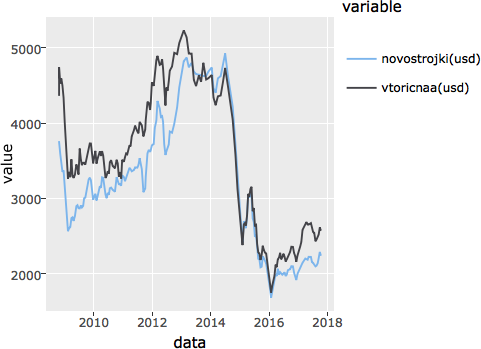 variable
novostrojki(usd)
vtoricnaa(usd)
value
5000
4000
3000
2000
2010
2012
2014
2016
2018
data